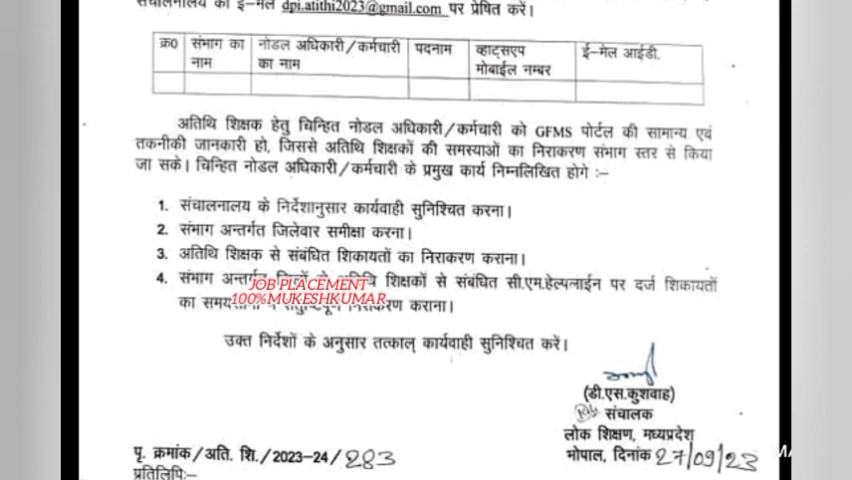 संचालनालय की ई-मेल dpi.atithi2023@gmail.com पर प्रेषित करें।
क्र0 संभाग का नाम नोडल अधिकारी/कर्मचारी का नाम पदनाम व्हाट्सएप मोबाईल नम्बर ई-मेल आईडी.
अतिथि शिक्षक हेतु चिन्हित नोडल अधिकारी/कर्मचारी को GFMS पोर्टल की सामान्य एवं
तकनीकी जानकारी हो, जिससे अतिथि शिक्षकों की समस्याओं का निराकरण संभाग स्तर से किया
जा सके। चिन्हित नोडल अधिकारी/कर्मचारी के प्रमुख कार्य निम्नलिखित होगे :–
1. संचालनालय के निर्देशानुसार कार्यवाही सुनिश्चित करना।
2. संभाग अन्तर्गत जिलेवार समीक्षा करना।
3. अतिथि शिक्षक से संबंधित शिकायतों का निराकरण कराना।
4. संभाग अन्तर्गत शिक्षकों से संबंधित सी.एम.हेल्पलाईन पर दर्ज शिकायतों
JOB PLACEMENT
100%MUKESHKUMAR
का निराकरण कराना।
उक्त निर्देशों के अनुसार तत्काल् कार्यवाही सुनिश्चित करें।
(डी.एस.कुशवाह)
संचालक
लोक शिक्षण, मध्यप्रदेश
भोपाल, दिनांक 27/09/23
पृ. क्रमांक/अति. शि./2023-24/283
प्रतिलिपि:–